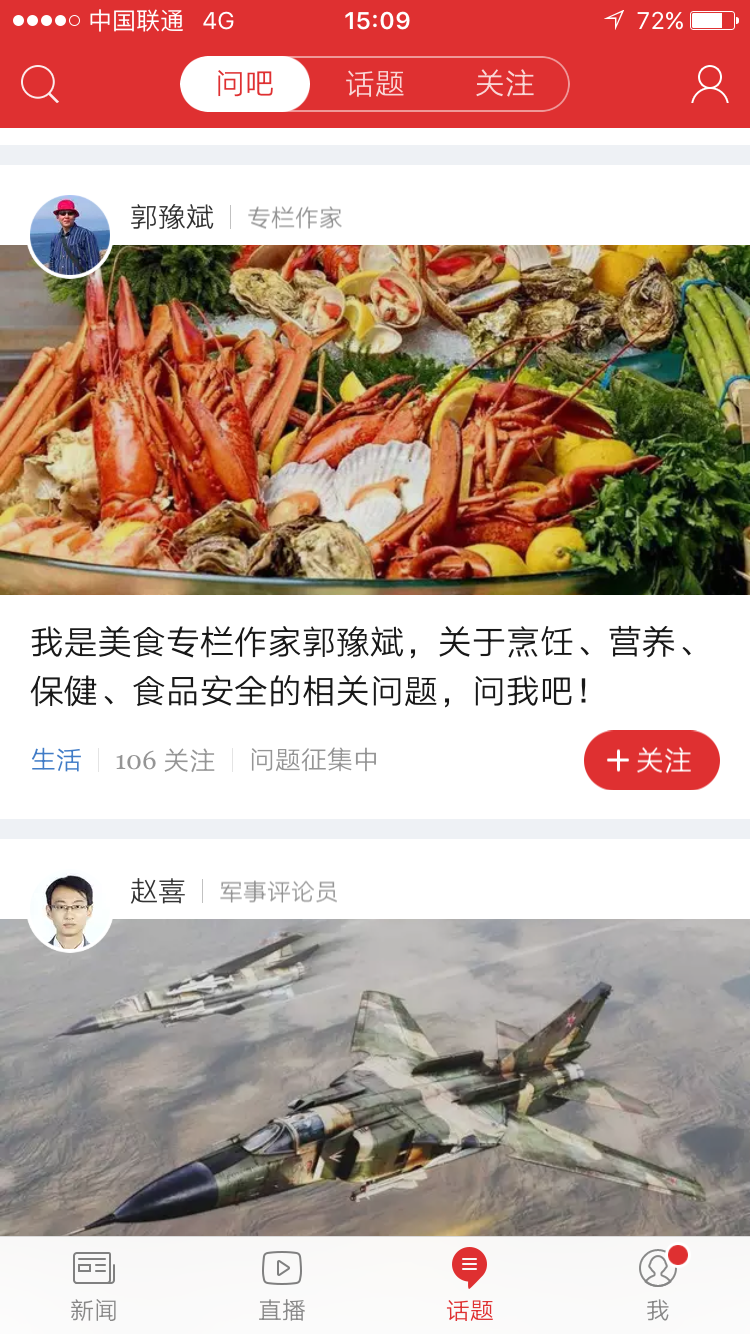 中国联通 4G 15:09 72%
问吧 话题 关注
郭豫斌 专栏作家
我是美食专栏作家郭豫斌，关于烹饪、营养、
保健、食品安全的相关问题，问我吧！
生活 106 关注 问题征集中 +关注
赵喜 军事评论员
新闻 直播 话题 我